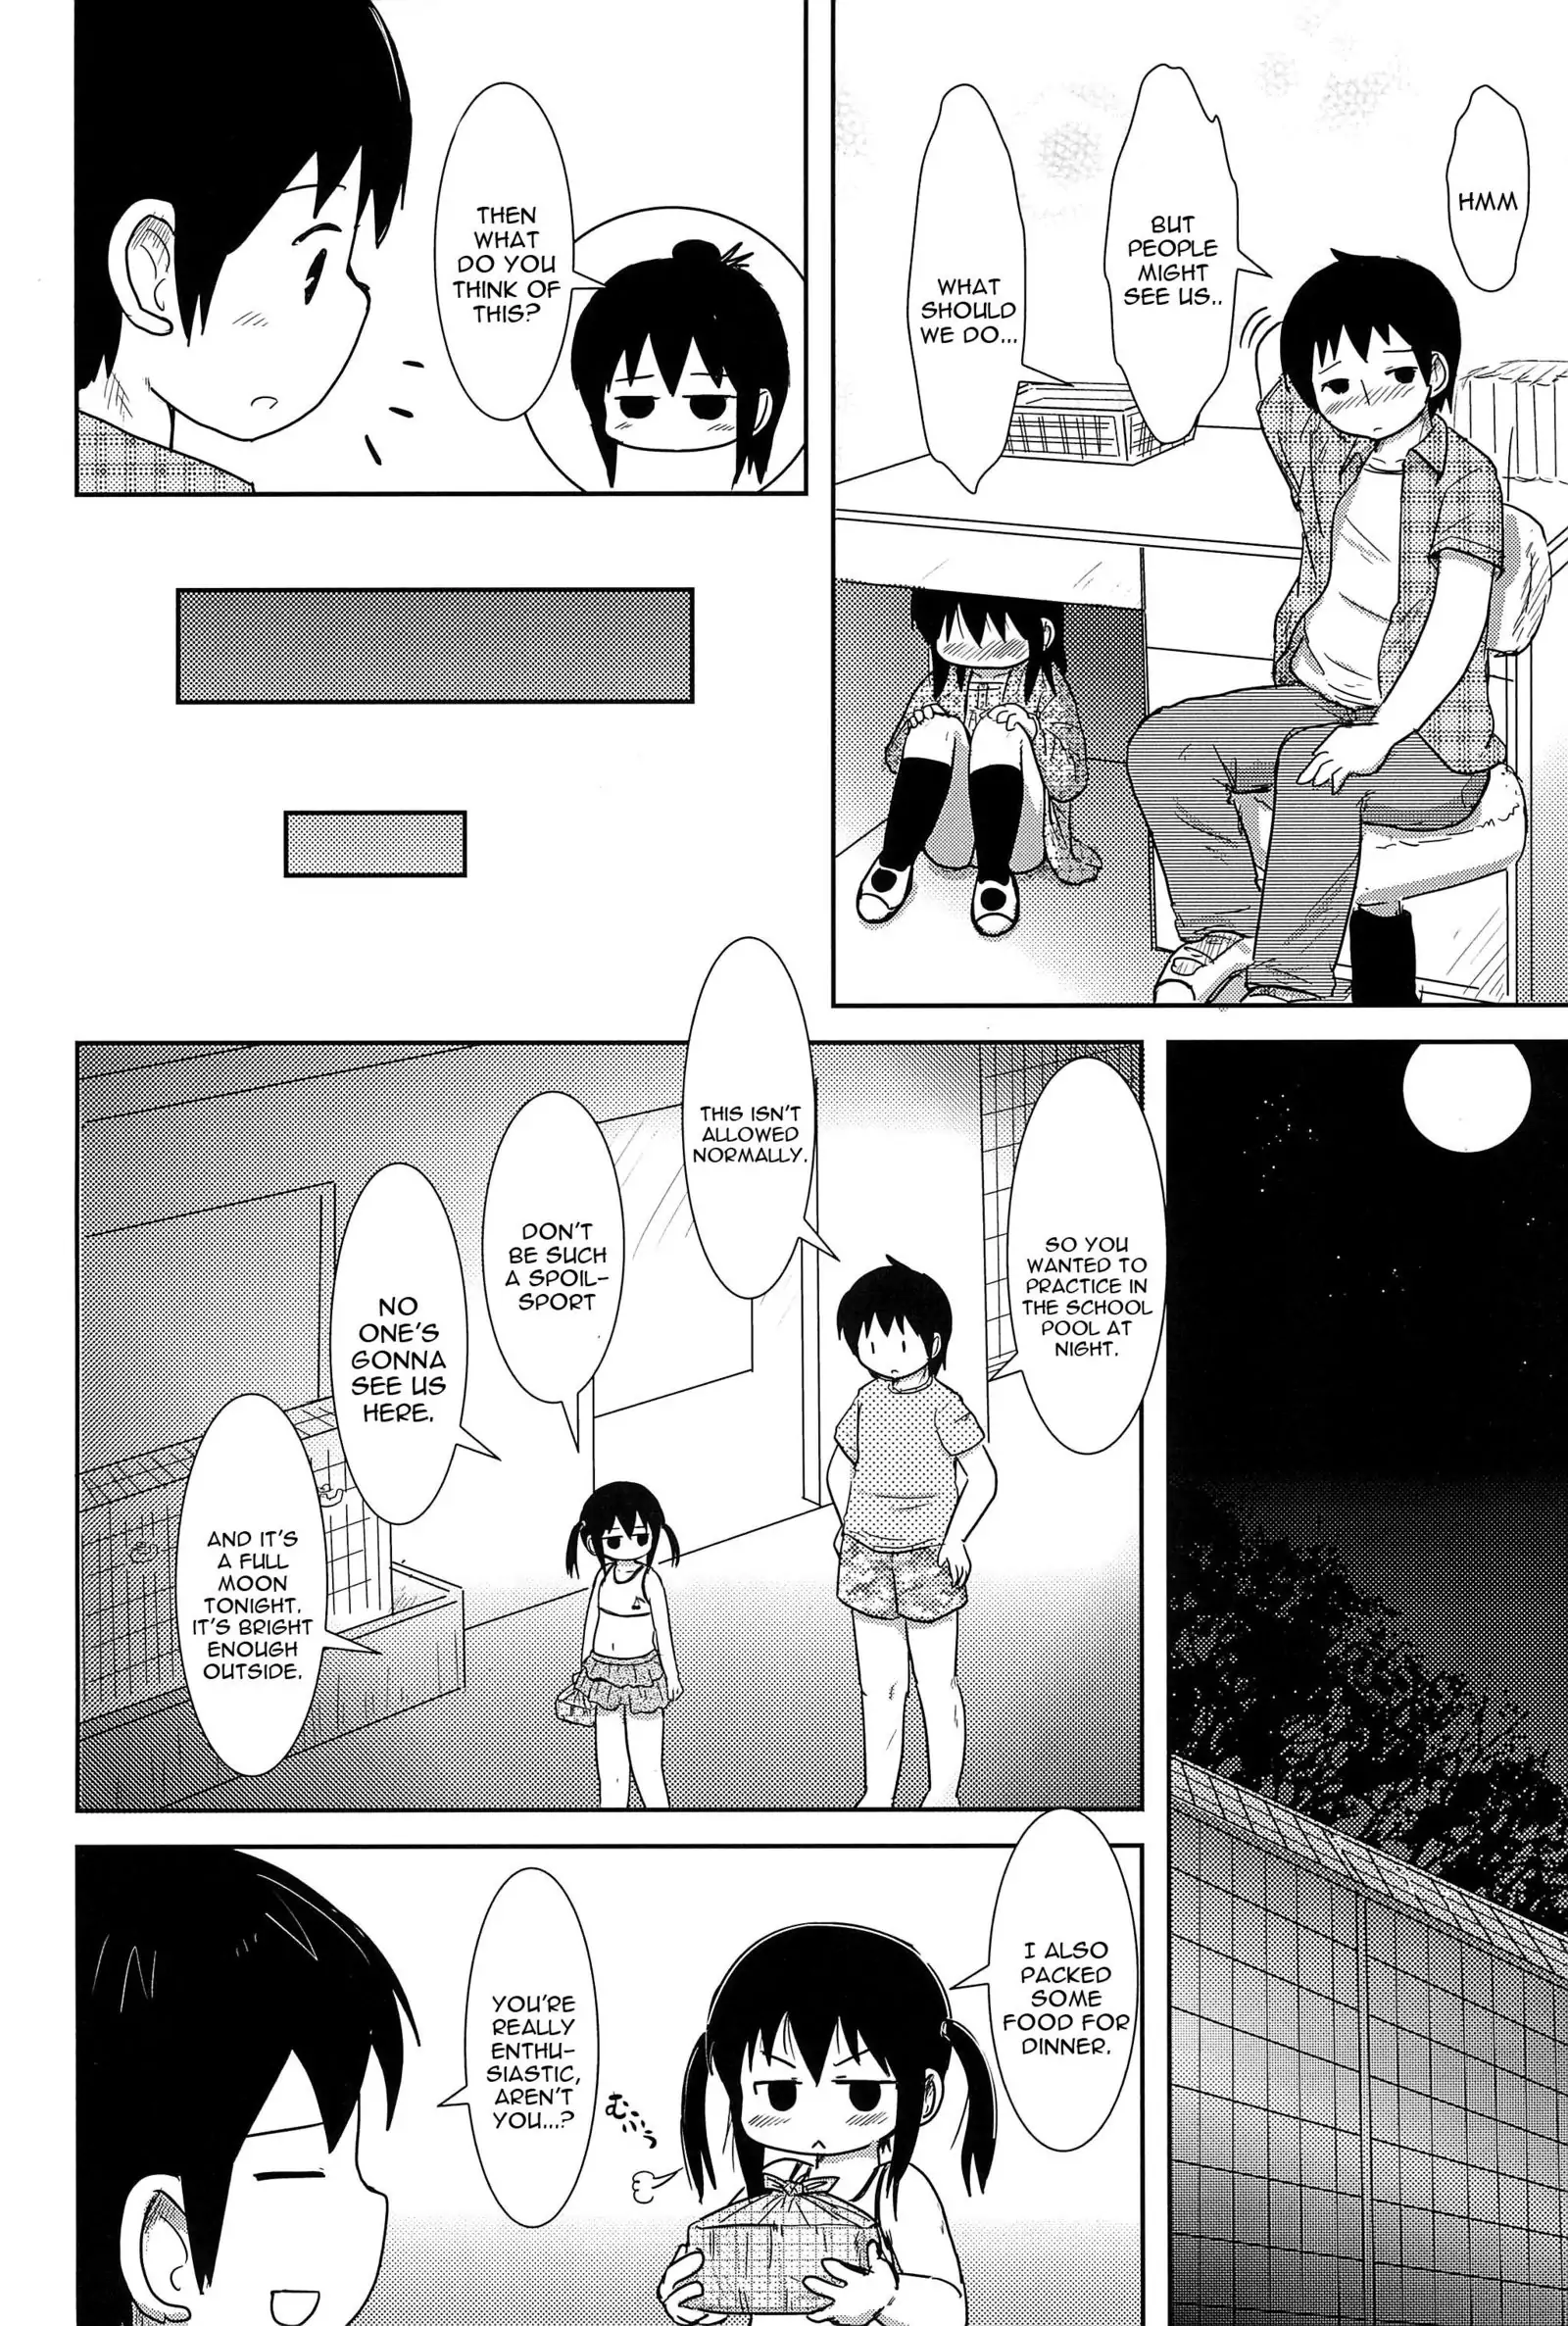 HMM
BUT
PEOPLE
MIGHT
SEE US..
WHAT
SHOULD
WE DO...
THEN
WHAT
DO YOU
THINK OF
THIS?
SO YOU
WANTED TO
PRACTICE IN
THE SCHOOL
POOL AT
NIGHT.
THIS ISN'T
ALLOWED
NORMALLY.
DON'T
BE SUCH
A SPOIL-
SPORT
NO
ONE'S
GONNA
SEE US
HERE.
AND IT'S
A FULL
MOON
TONIGHT.
IT'S BRIGHT
ENOUGH
OUTSIDE.
I ALSO
PACKED
SOME
FOOD FOR
DINNER.
むぅぅ
YOU'RE
REALLY
ENTHU-
SIASTIC,
AREN'T
YOU...?